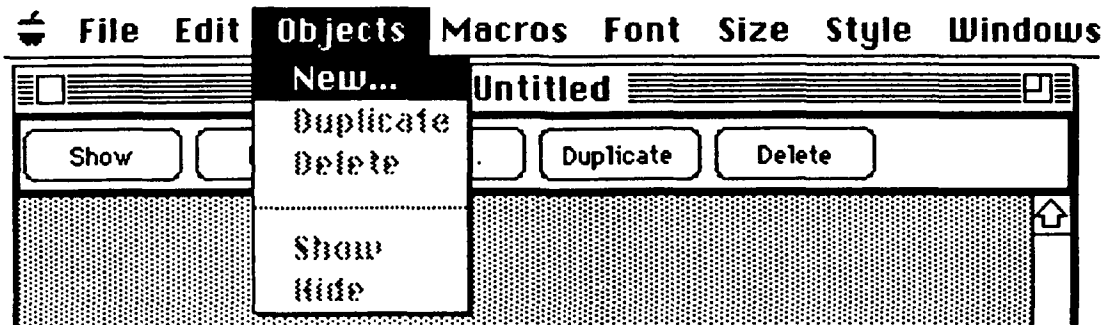 File Edit Objects Macros Font Size Style Windows
New... Untitled
Duplicate
Show . Duplicate Delete
Delete
Show
Hide